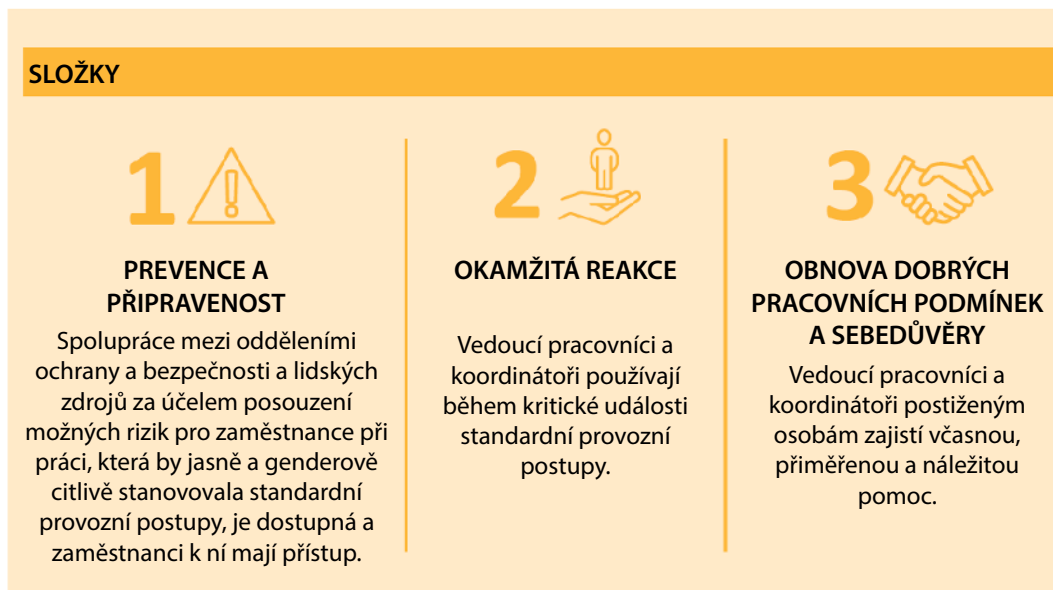 SLOŽKY
1
PREVENCE A
PŘIPRAVENOST
Spolupráce mezi odděleními
ochrany a bezpečnosti a lidských
zdrojů za účelem posouzení
možných rizik pro zaměstnance při
práci, která by jasně a genderově
citlivě stanovovala standardní
provozní postupy, je dostupná a
zaměstnanci k ní mají přístup.
2
OKAMŽITÁ REAKCE
Vedoucí pracovníci a
koordinátoři používají
během kritické události
standardní provozní
postupy.
3
OBNOVA DOBRÝCH
PRACOVNÍCH PODMÍNEK
A SEBEDŮVĚRY
Vedoucí pracovníci a
koordinátoři postiženým
osobám zajistí včasnou,
přiměřenou a náležitou
pomoc.